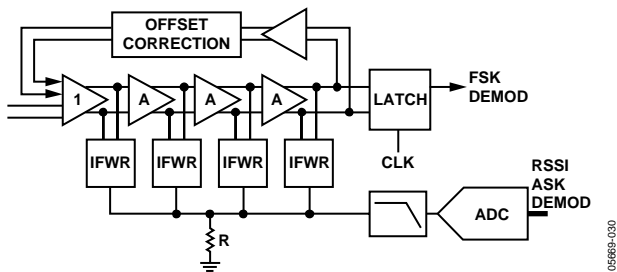 OFFSET
CORRECTION
1
A
A
A
LATCH
FSK
DEMOD
IFWR
IFWR
IFWR
IFWR
CLK
RSSI
ASK
DEMOD
ADC
R
05669-030